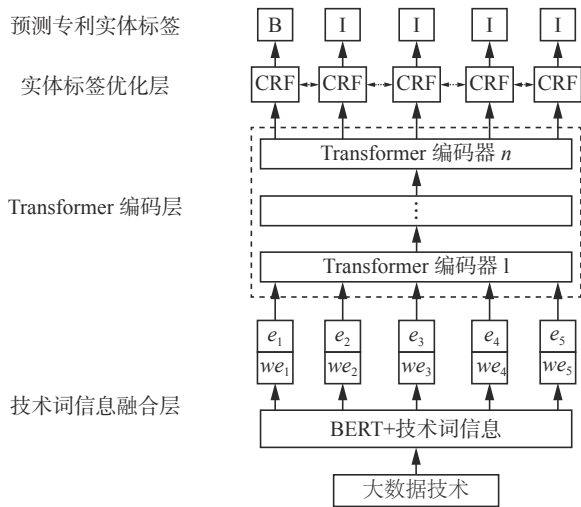 预测专利实体标签 B I I I I
实体标签优化层 CRF CRF CRF CRF CRF
Transformer 编码器 n
Transformer 编码层 ⋮
Transformer 编码器 1
e1 e2 e3 e4 e5
we1 we2 we3 we4 we5
技术词信息融合层
BERT+技术词信息
大数据技术